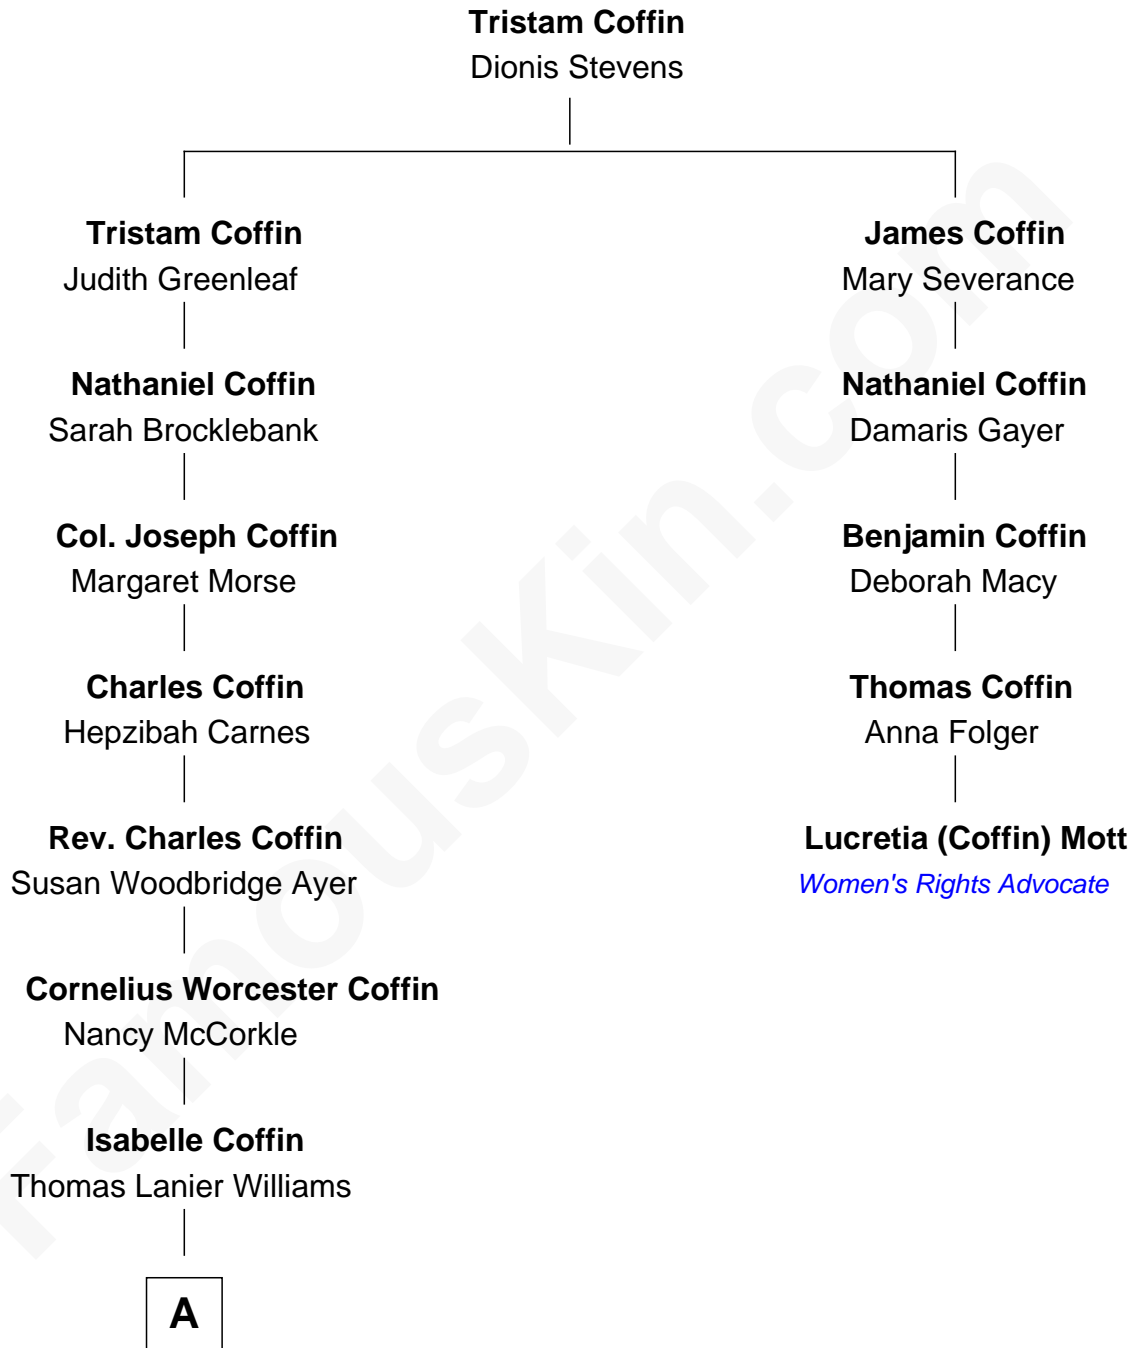 Tristam Coffin
Dionis Stevens
Tristam Coffin
Judith Greenleaf
James Coffin
Mary Severance
Nathaniel Coffin
Sarah Brocklebank
Nathaniel Coffin
Damaris Gayer
Col. Joseph Coffin
Margaret Morse
Benjamin Coffin
Deborah Macy
Charles Coffin
Hepzibah Carnes
Thomas Coffin
Anna Folger
Rev. Charles Coffin
Susan Woodbridge Ayer
Lucretia (Coffin) Mott
Women's Rights Advocate
Cornelius Worcester Coffin
Nancy McCorkle
Isabelle Coffin
Thomas Lanier Williams
A
FamousKin.com